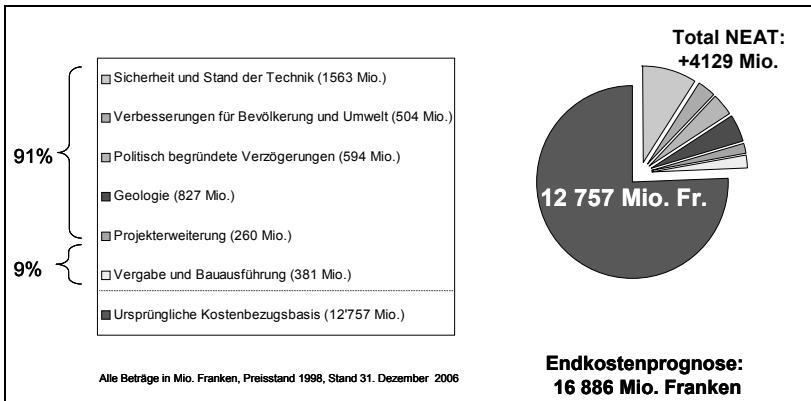 Total NEAT:
+4129 Mio.
Sicherheit und Stand der Technik (1563 Mio.)
Verbesserungen für Bevölkerung und Umwelt (504 Mio.)
91%
Politisch begründete Verzögerungen (594 Mio.)
Geologie (827 Mio.)
12 757 Mio. Fr.
Projekterweiterung (260 Mio.)
9%
Vergabe und Bauausführung (381 Mio.)
Ursprüngliche Kostenbezugsbasis (12'757 Mio.)
Alle Beträge in Mio. Franken, Preisstand 1998, Stand 31. Dezember 2006
Endkostenprognose:
16 886 Mio. Franken